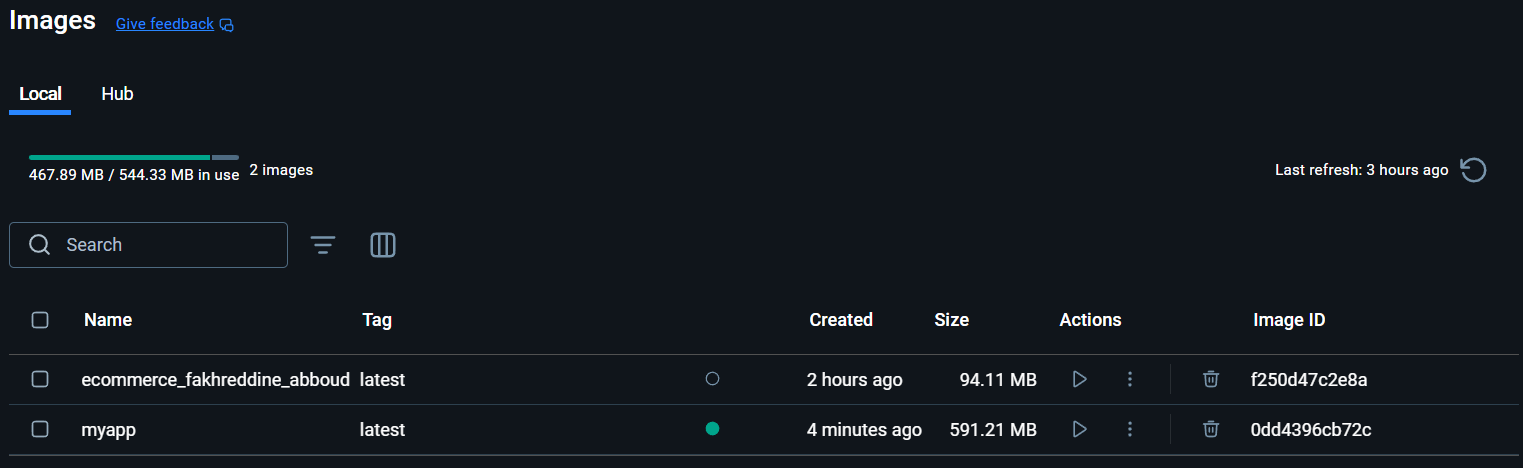 Images Give feedback
Local Hub
467.89 MB / 544.33 MB in use 2 images Last refresh: 3 hours ago
Search
Name Tag Created Size Actions Image ID
ecommerce_fakhreddine_abboud latest 2 hours ago 94.11 MB f250d47c2e8a
myapp latest 4 minutes ago 591.21 MB 0dd4396cb72c